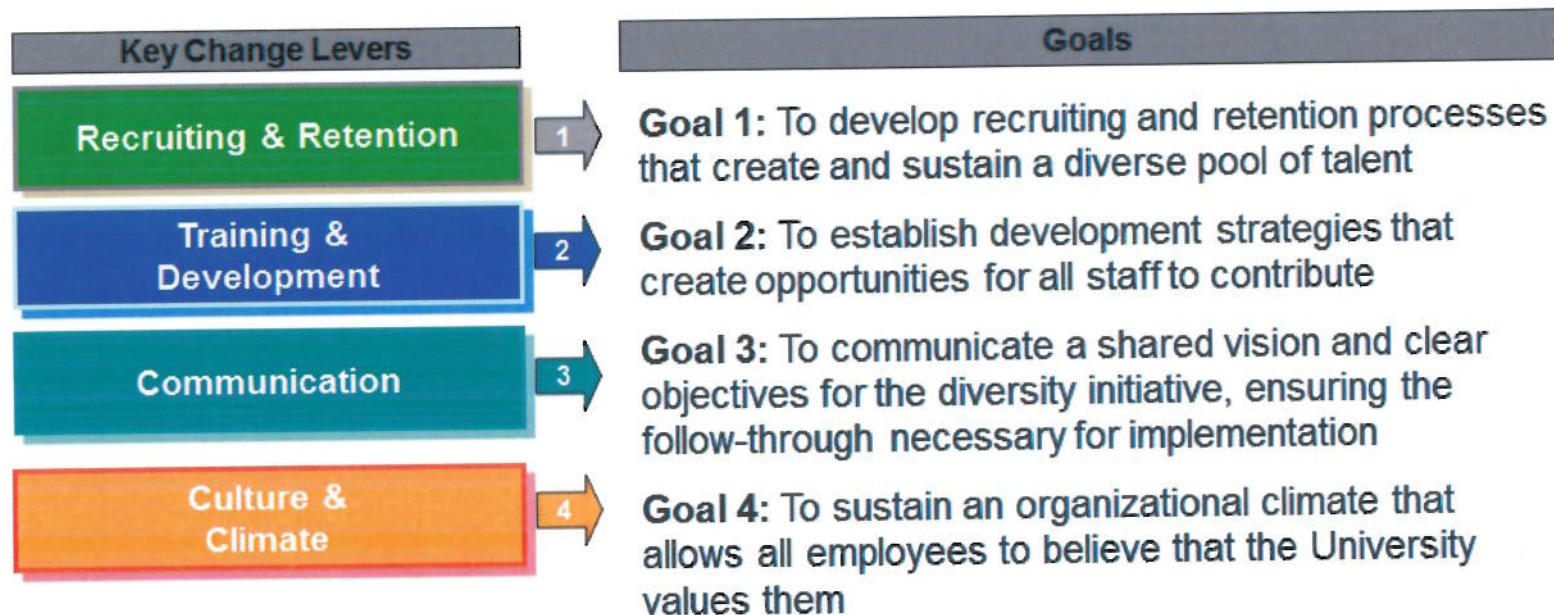 Key Change Levers
Goals
Recruiting & Retention
1
Goal 1: To develop recruiting and retention processes
that create and sustain a diverse pool of talent
Training &
Development
2
Goal 2: To establish development strategies that
create opportunities for all staff to contribute
Communication
3
Goal 3: To communicate a shared vision and clear
objectives for the diversity initiative, ensuring the
follow-through necessary for implementation
Culture &
Climate
4
Goal 4: To sustain an organizational climate that
allows all employees to believe that the University
values them